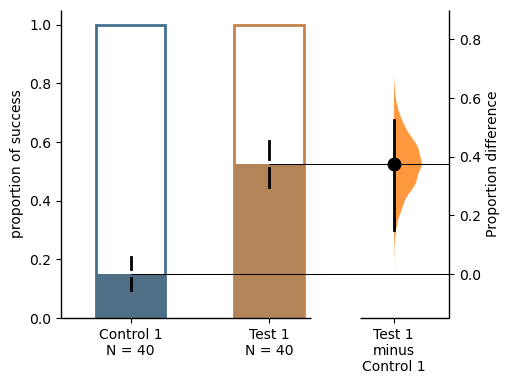 proportion of success
1.0
0.8
0.6
0.4
0.2
0.0
Control 1
N = 40
Test 1
N = 40
Test 1
minus
Control 1
0.8
0.6
0.4
0.2
0.0
Proportion difference